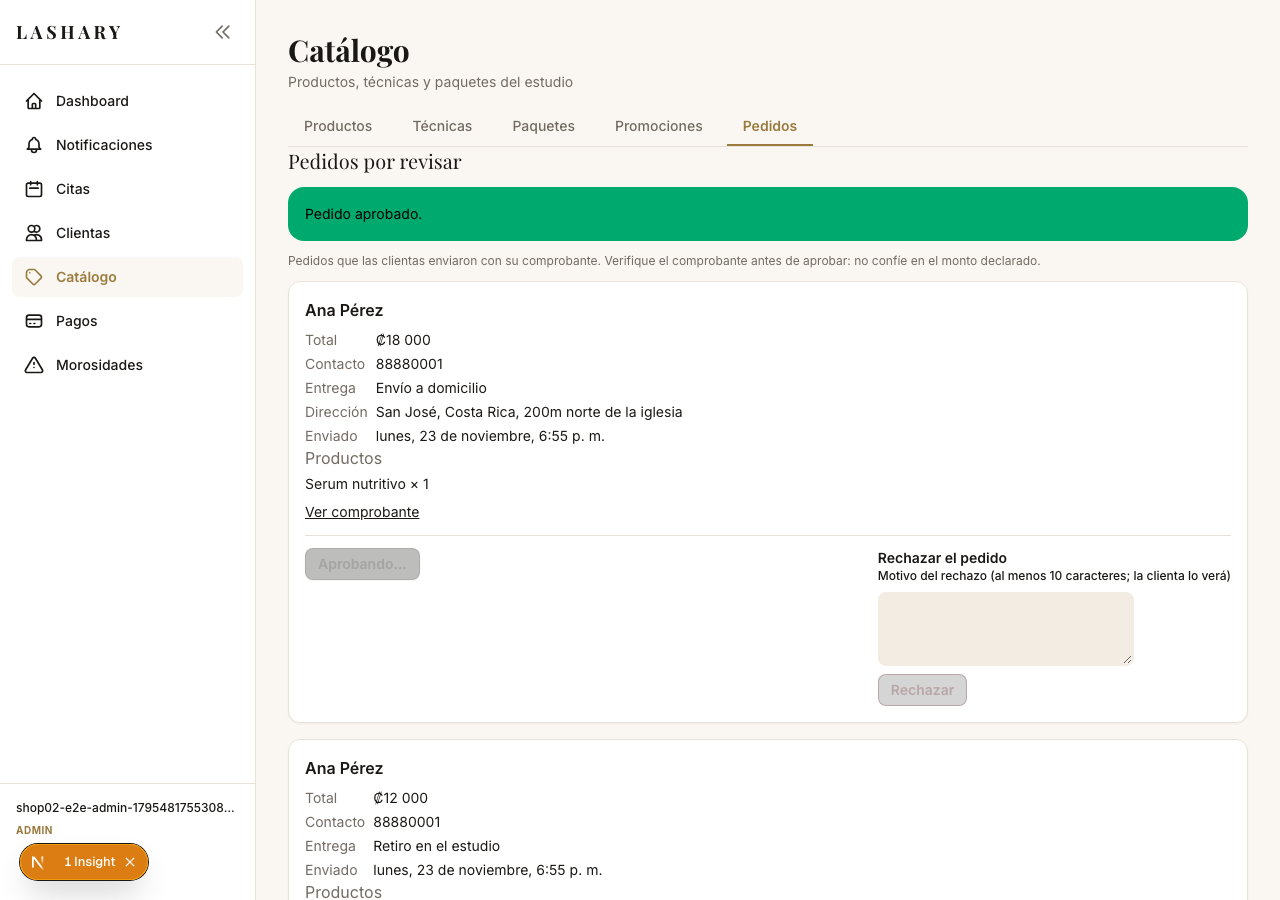 LASHARY
Dashboard
Notificaciones
Citas
Clientas
Catálogo
Pagos
Morosidades
shop02-e2e-admin-1795481755308...
ADMIN
1 Insight
Catálogo
Productos, técnicas y paquetes del estudio
Productos Técnicas Paquetes Promociones Pedidos
Pedidos por revisar
Pedido aprobado.
Pedidos que las clientas enviaron con su comprobante. Verifique el comprobante antes de aprobar: no confíe en el monto declarado.
Ana Pérez
Total ₡18 000
Contacto 88880001
Entrega Envío a domicilio
Dirección San José, Costa Rica, 200m norte de la iglesia
Enviado lunes, 23 de noviembre, 6:55 p. m.
Productos
Serum nutritivo × 1
Ver comprobante
Aprobando...
Rechazar el pedido
Motivo del rechazo (al menos 10 caracteres; la clienta lo verá)
Rechazar
Ana Pérez
Total ₡12 000
Contacto 88880001
Entrega Retiro en el estudio
Enviado lunes, 23 de noviembre, 6:55 p. m.
Productos